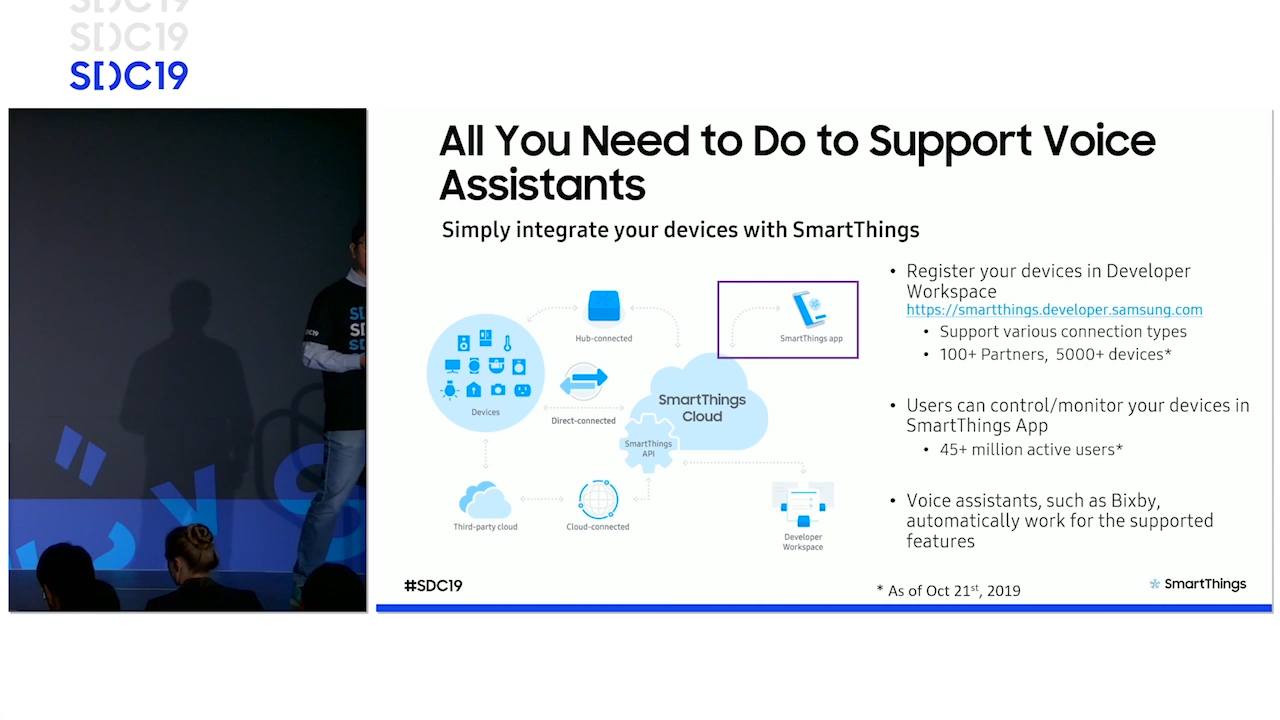 SDC19
SDC19
SDC19
All You Need to Do to Support Voice
Assistants
Simply integrate your devices with SmartThings
• Register your devices in Developer
Workspace
https://smartthings.developer.samsung.com
• Support various connection types
• 100+ Partners, 5000+ devices*
• Users can control/monitor your devices in
SmartThings App
• 45+ million active users*
• Voice assistants, such as Bixby,
automatically work for the supported
features
Hub-connected
SmartThings app
Devices
Direct-connected
SmartThings
Cloud
SmartThings
API
Third-party cloud
Cloud-connected
Developer
Workspace
#SDC19
* As of Oct 21st, 2019
SmartThings
SDC19